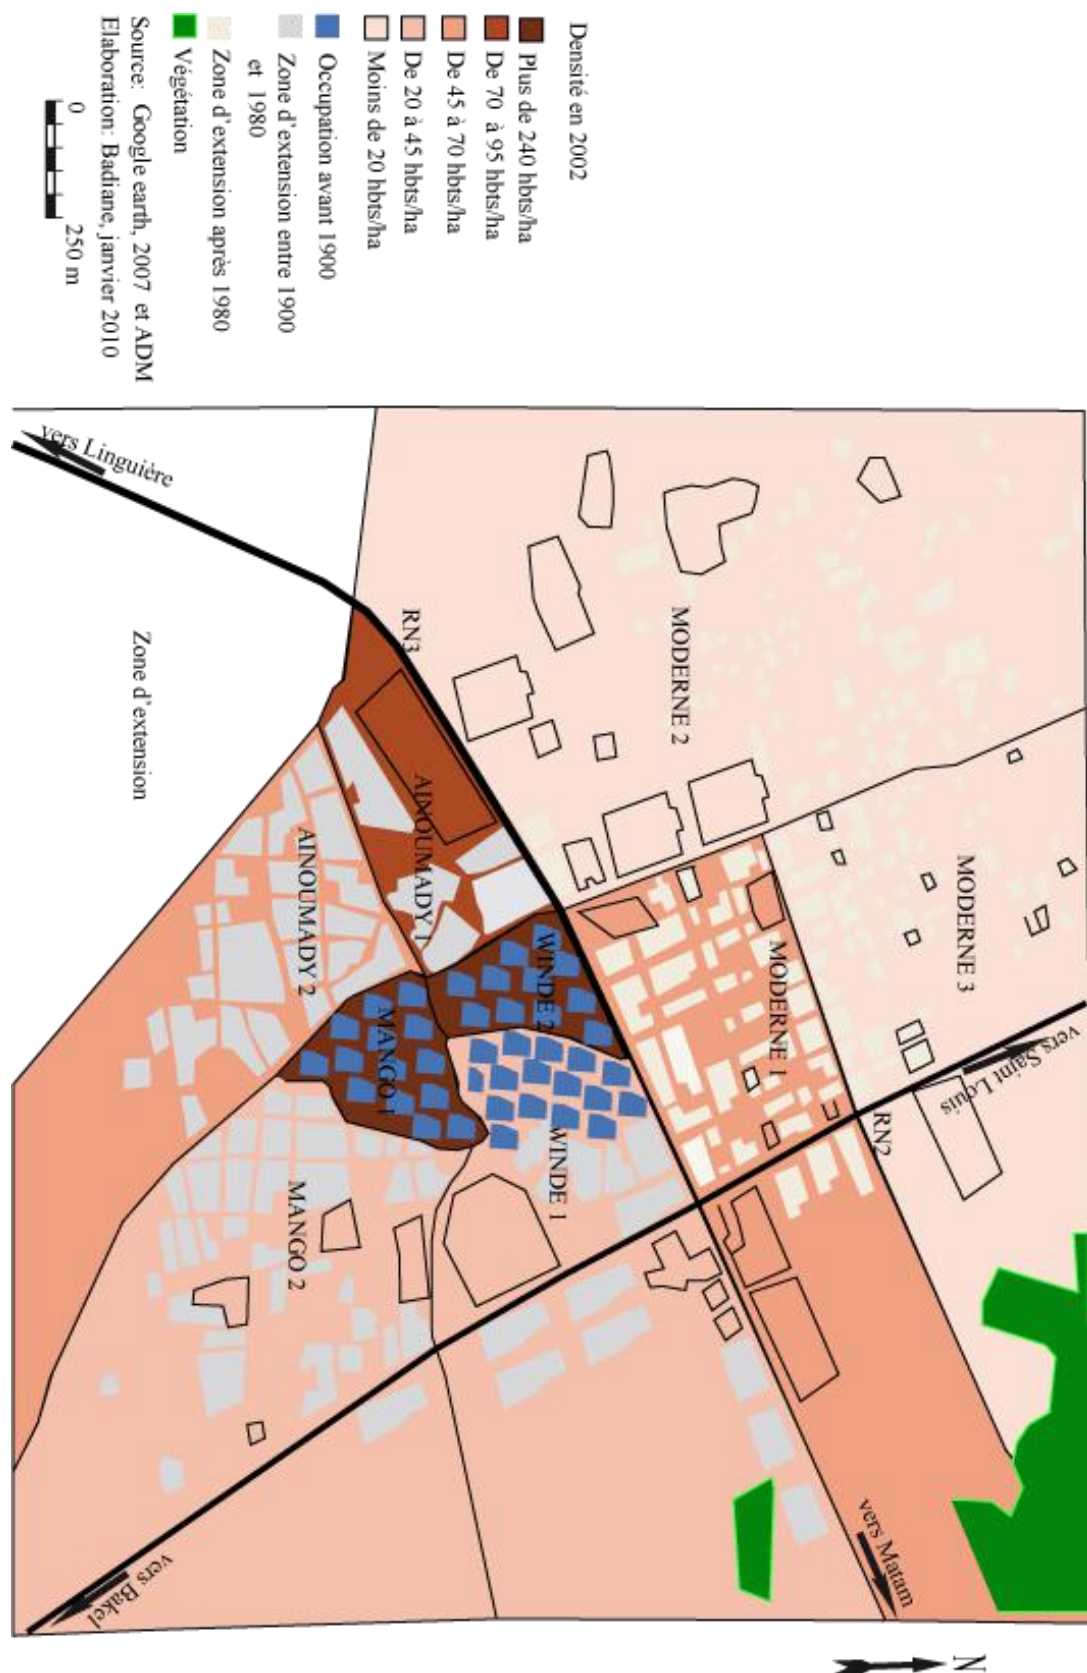 Densité en 2002
Plus de 240 hbts/ha
De 70 à 95 hbts/ha
De 45 à 70 hbts/ha
De 20 à 45 hbts/ha
Moins de 20 hbts/ha
Occupation avant 1900
Zone d'extension entre 1900
et 1980
Zone d'extension après 1980
Végétation
Source: Google earth, 2007 et ADM
Elaboration: Badiane, janvier 2010
0
250 m
vers Linguière
Zone d'extension
RN3
MODERNE 2
MODERNE 3
MODERNE 1
AINOUMADY 1
AINOUMADY 2
WINDE 2
MANGO 1
WINDE 1
MANGO 2
vers Saint Louis
RN2
vers Matam
vers Bakel
N